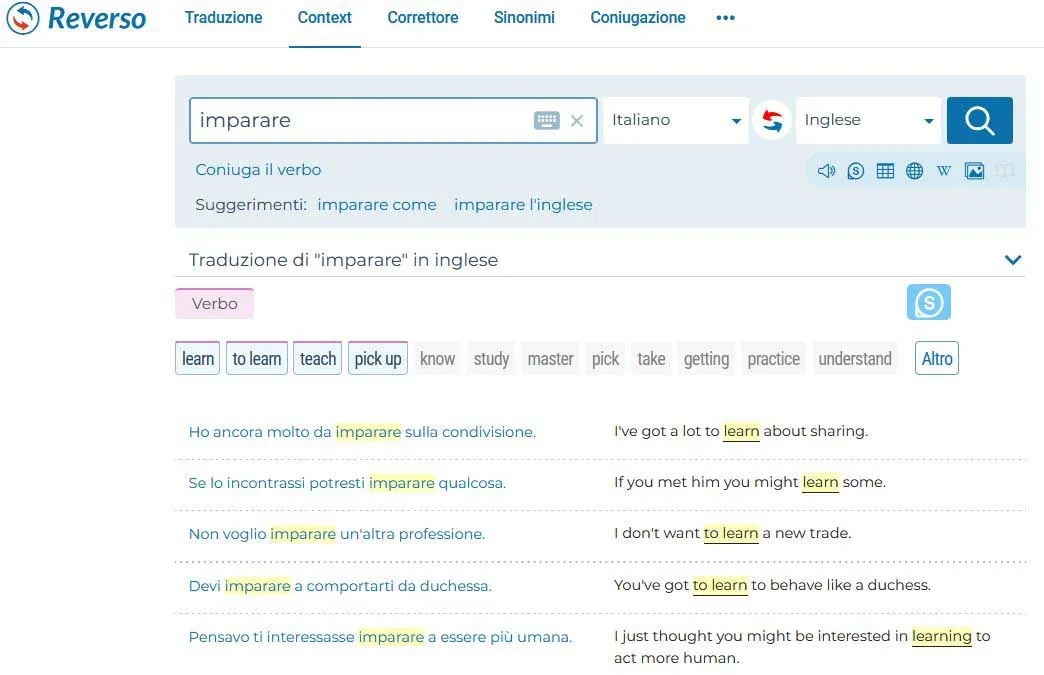 Reverso Traduzione Context Correttore Sinonimi Coniugazione •••
imparare Italiano Inglese
Coniuga il verbo
Suggerimenti: imparare come imparare l'inglese
Traduzione di "imparare" in inglese
Verbo
learn to learn teach pick up know study master pick take getting practice understand Altro
Ho ancora molto da imparare sulla condivisione. I've got a lot to learn about sharing.
Se lo incontrassi potresti imparare qualcosa. If you met him you might learn some.
Non voglio imparare un'altra professione. I don't want to learn a new trade.
Devi imparare a comportarti da duchessa. You've got to learn to behave like a duchess.
Pensavo ti interessasse imparare a essere più umana. I just thought you might be interested in learning to
act more human.